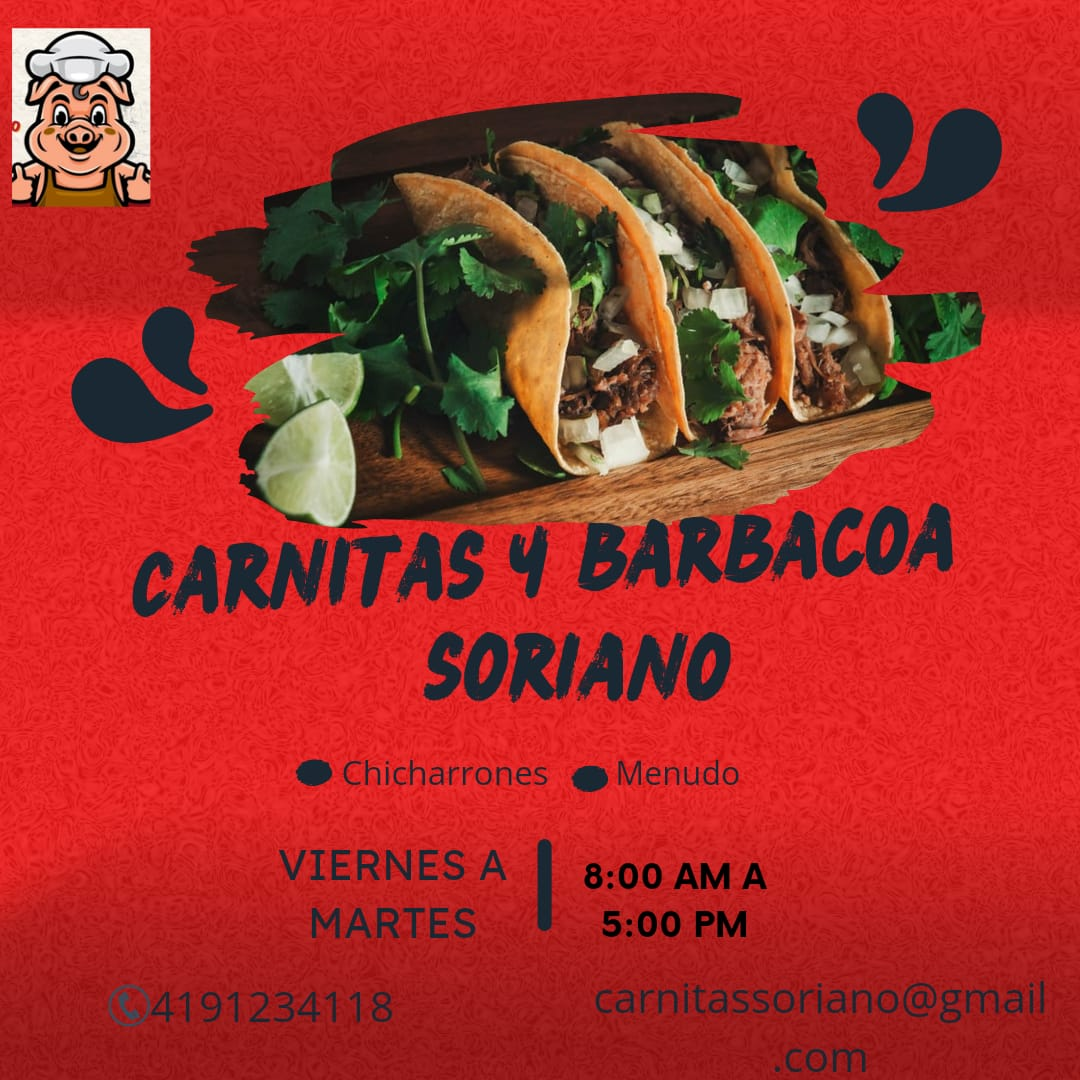 CARNITAS Y BARBACOA
SORIANO
Chicharrones Menudo
VIERNES A
MARTES
8:00 AM A
5:00 PM
4191234118
carnitassoriano@gmail
.com